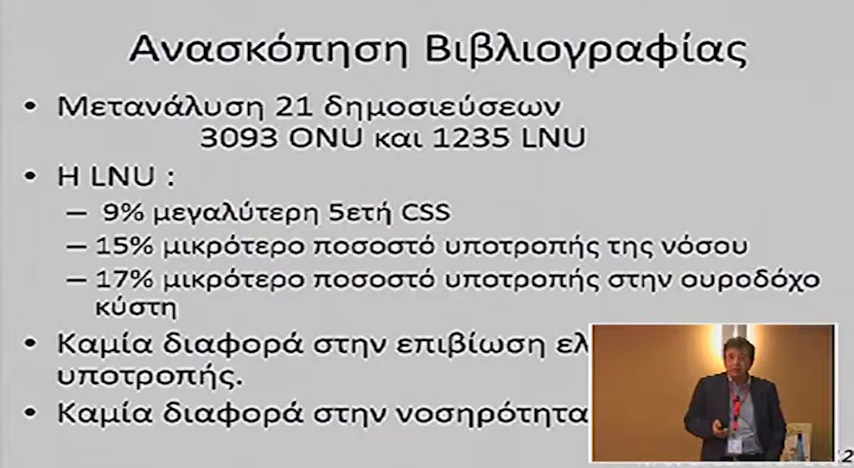 Ανασκόπηση Βιβλιογραφίας
• Μετανάλυση 21 δημοσιεύσεων
3093 ONU και 1235 LNU
• Η LNU :
– 9% μεγαλύτερη 5ετή CSS
– 15% μικρότερο ποσοστό υποτροπής της νόσου
– 17% μικρότερο ποσοστό υποτροπής στην ουροδόχο
κύστη
• Καμία διαφορά στην επιβίωση
υποτροπής.
• Καμία διαφορά στην νοσηρότητα